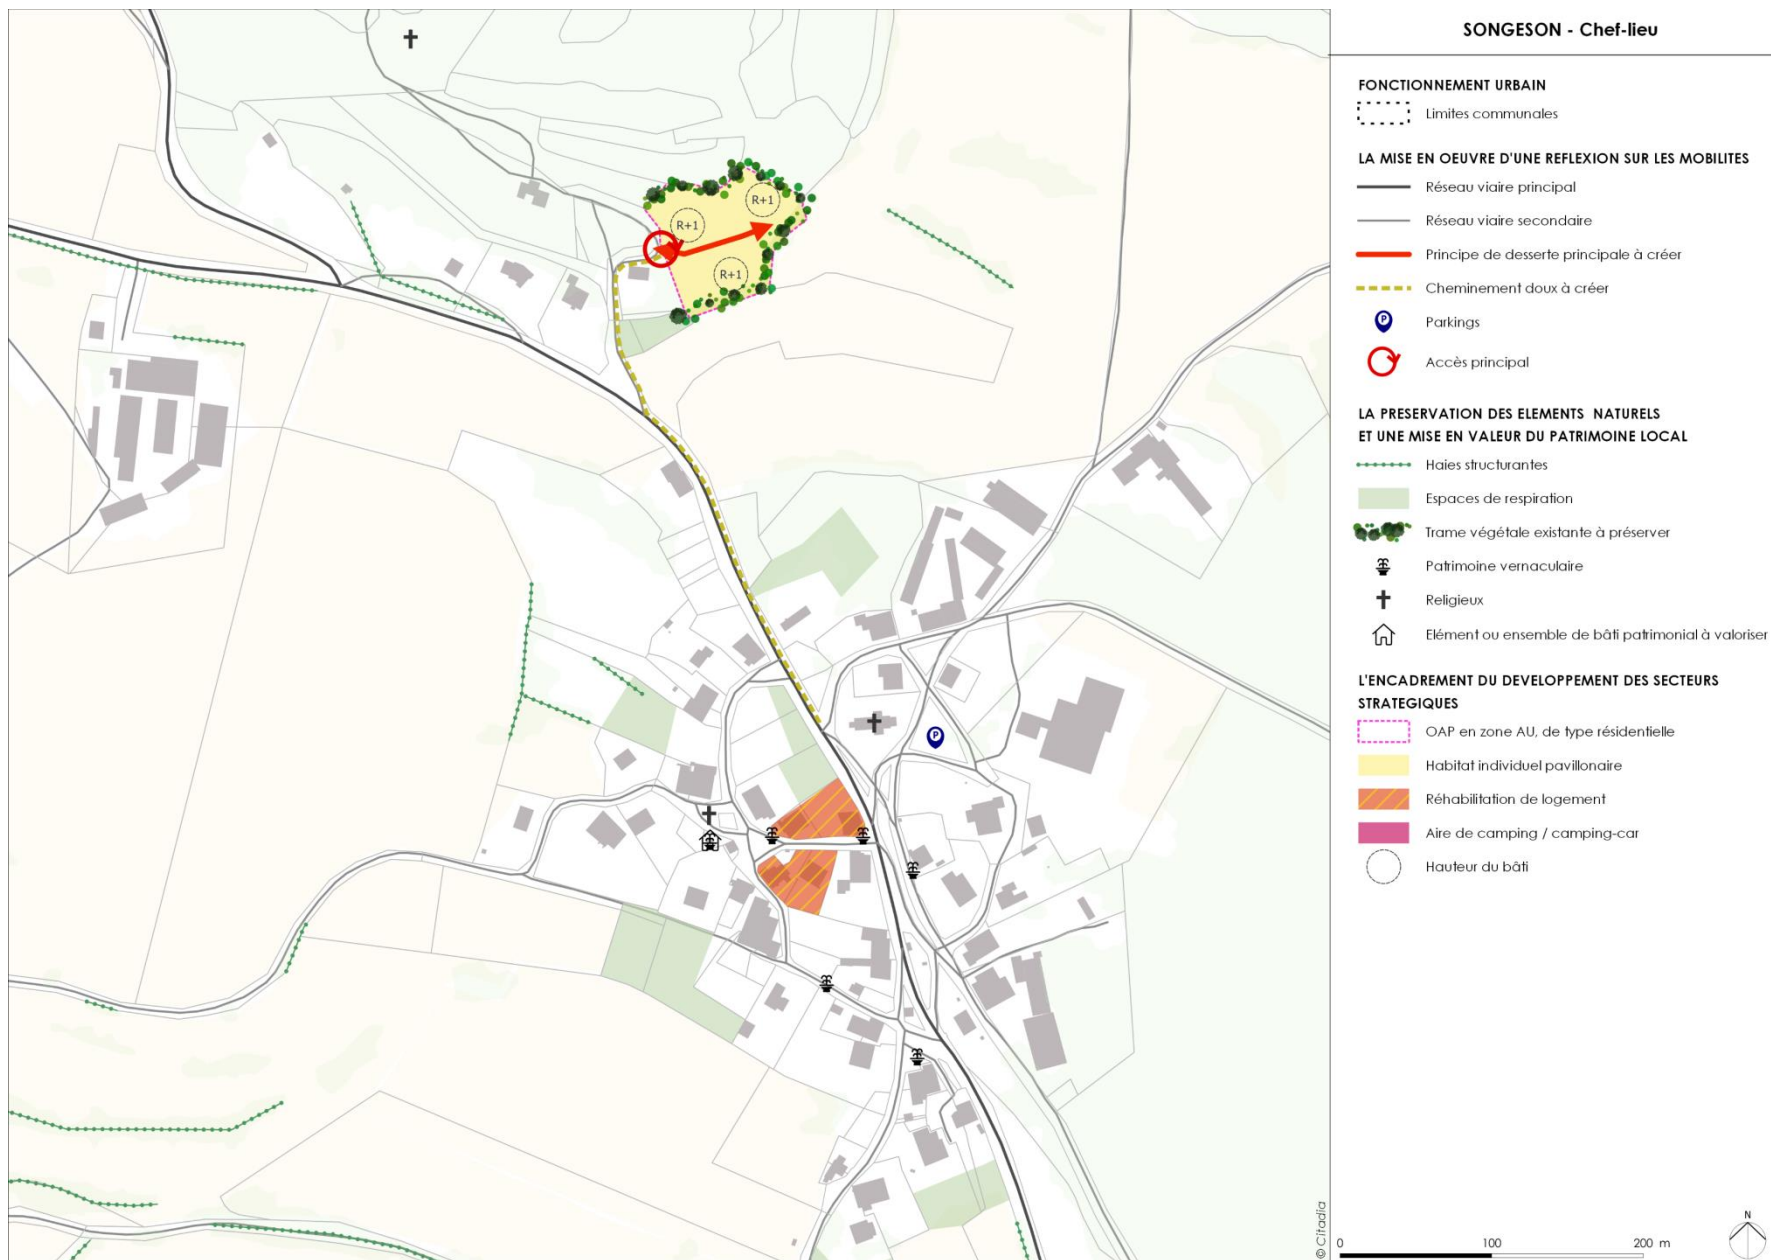 SONGESON - Chef-lieu
FONCTIONNEMENT URBAIN
Limites communales
LA MISE EN OEUVRE D'UNE REFLEXION SUR LES MOBILITES
Réseau viaire principal
Réseau viaire secondaire
Principe de desserte principale à créer
Cheminement doux à créer
P
Parkings
Accès principal
LA PRESERVATION DES ELEMENTS NATURELS
ET UNE MISE EN VALEUR DU PATRIMOINE LOCAL
Haies structurantes
Espaces de respiration
Trame végétale existante à préserver
Patrimoine vernaculaire
Religieux
Elément ou ensemble de bâti patrimonial à valoriser
L'ENCADREMENT DU DEVELOPPEMENT DES SECTEURS
STRATEGIQUES
OAP en zone AU, de type résidentielle
Habitat individuel pavillonaire
Réhabilitation de logement
Aire de camping / camping-car
Hauteur du bâti
R+1
R+1
R+1
P
© Citadia
0 100 200 m
N